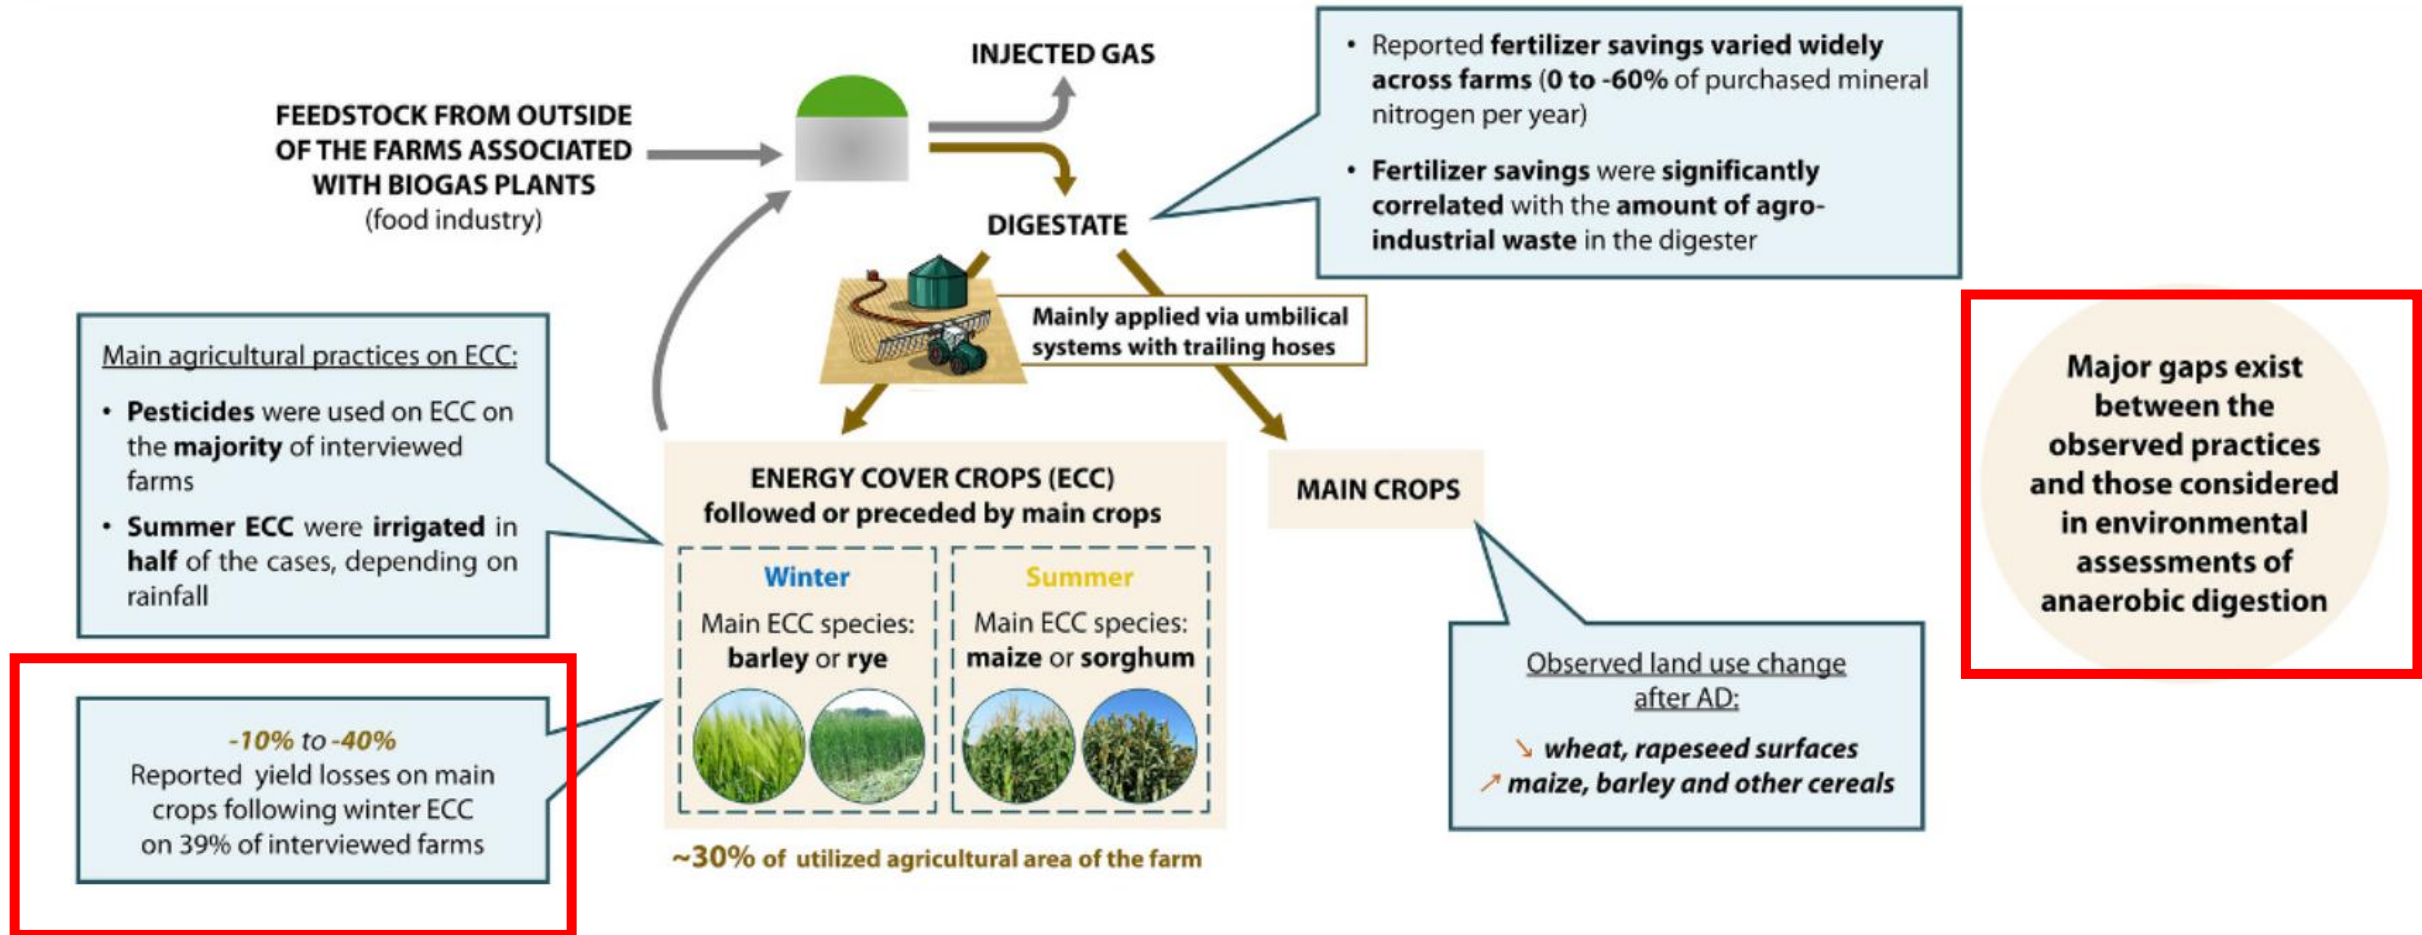 INJECTED GAS
FEEDSTOCK FROM OUTSIDE
OF THE FARMS ASSOCIATED
WITH BIOGAS PLANTS
(food industry)
• Reported fertilizer savings varied widely
across farms (0 to -60% of purchased mineral
nitrogen per year)
• Fertilizer savings were significantly
correlated with the amount of agro-
industrial waste in the digester
DIGESTATE
Mainly applied via umbilical
systems with trailing hoses
Main agricultural practices on ECC:
• Pesticides were used on ECC on
the majority of interviewed
farms
• Summer ECC were irrigated in
half of the cases, depending on
rainfall
-10% to -40%
Reported yield losses on main
crops following winter ECC
on 39% of interviewed farms
ENERGY COVER CROPS (ECC)
followed or preceded by main crops
Winter
Main ECC species:
barley or rye
Summer
Main ECC species:
maize or sorghum
~30% of utilized agricultural area of the farm
MAIN CROPS
Observed land use change
after AD:
↘ wheat, rapeseed surfaces
↗ maize, barley and other cereals
Major gaps exist
between the
observed practices
and those considered
in environmental
assessments of
anaerobic digestion